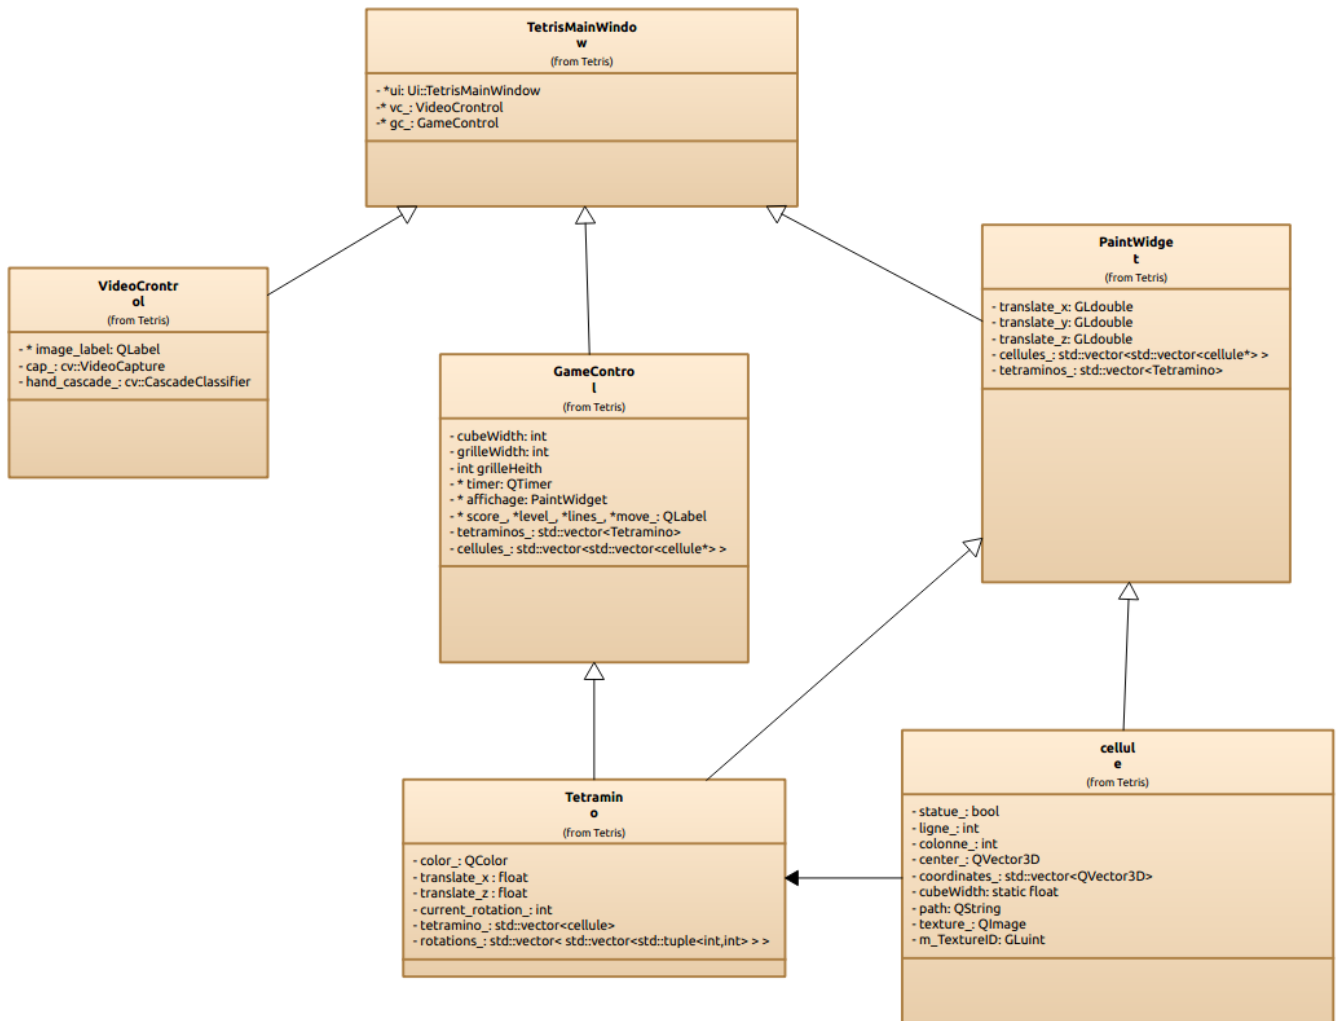 TetrisMainWindo
w
(from Tetris)
- *ui: Ui::TetrisMainWindow
-* vc_: VideoCrontrol
-* gc_: GameControl
VideoCrontr
ol
(from Tetris)
- * image_label: QLabel
- cap_: cv::VideoCapture
- hand_cascade_: cv::CascadeClassifier
GameContro
l
(from Tetris)
- cubeWidth: int
- grilleWidth: int
- int grilleHeith
- * timer: QTimer
- * affichage: PaintWidget
- * score_, *level_, *lines_, *move_: QLabel
- tetraminos_: std::vector<Tetramino>
- cellules_: std::vector<std::vector<cellule*> >
PaintWidge
t
(from Tetris)
- translate_x: GLdouble
- translate_y: GLdouble
- translate_z: GLdouble
- cellules_: std::vector<std::vector<cellule*> >
- tetraminos_: std::vector<Tetramino>
Tetramin
o
(from Tetris)
- color_: QColor
- translate_x : float
- translate_z : float
- current_rotation_: int
- tetramino_: std::vector<cellule>
- rotations_: std::vector< std::vector<std::tuple<int,int> > >
cellul
e
(from Tetris)
- statue_: bool
- ligne_: int
- colonne_: int
- center_: QVector3D
- coordinates_: std::vector<QVector3D>
- cubeWidth: static float
- path: QString
- texture_: QImage
- m_TextureID: GLuint